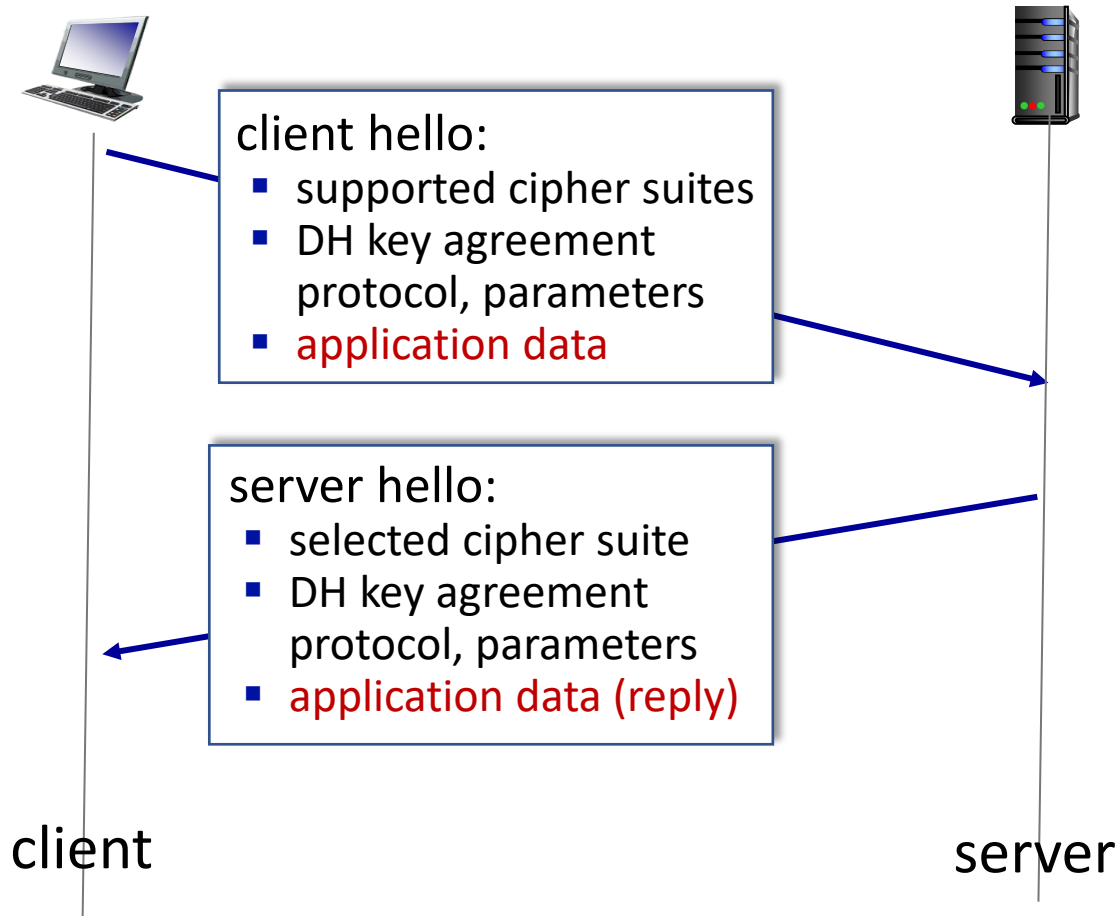 client hello:
▪ supported cipher suites
▪ DH key agreement
protocol, parameters
▪ application data
server hello:
▪ selected cipher suite
▪ DH key agreement
protocol, parameters
▪ application data (reply)
client
server